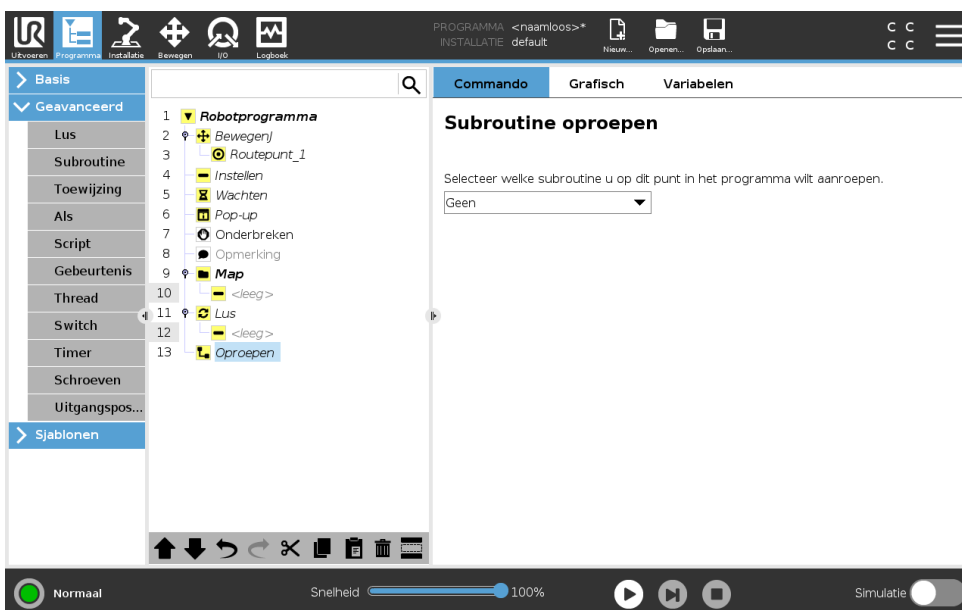 UR
PROGRAMMA <naamloos>*
INSTALLATIE default
Uitvoeren Programma Installatie Bewegen I/O Logboek
Nieuw... Openen... Opslaan...
C C
C C
Basis
Geavanceerd
Lus
Subroutine
Toewijzing
Als
Script
Gebeurtenis
Thread
Switch
Timer
Schroeven
Uitgangspos...
Sjablonen
1 Robotprogramma
2 BewegenJ
3 Routepunt_1
4 Instellen
5 Wachten
6 Pop-up
7 Onderbreken
8 Opmerking
9 Map
10 <leeg>
11 Lus
12 <leeg>
13 Oproepen
Commando Grafisch Variabelen
Subroutine oproepen
Selecteer welke subroutine u op dit punt in het programma wilt aanroepen.
Geen
Normaal
Snelheid 100%
Simulatie